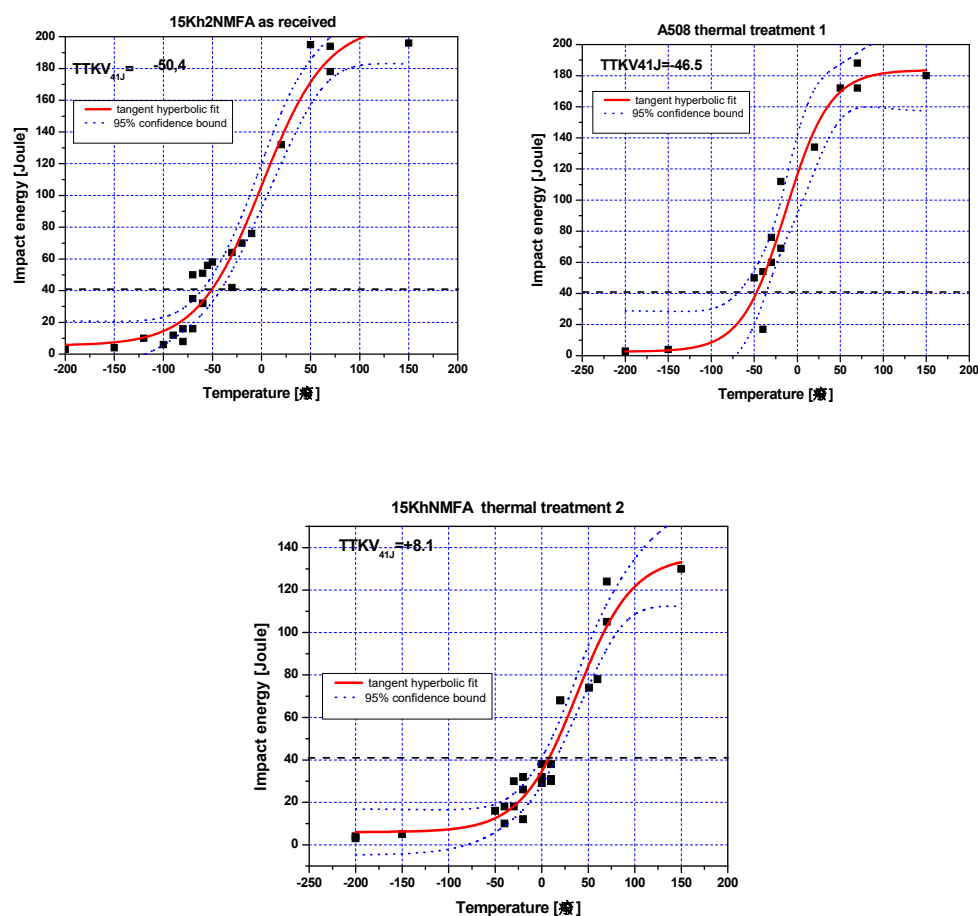 15Kh2NMFA as received
TTKV41J= -50,4
tangent hyperbolic fit
95% confidence bound
Impact energy [Joule]
200
180
160
140
120
100
80
60
40
20
0
-200 -150 -100 -50 0 50 100 150 200
Temperature [癈]
A508 thermal treatment 1
TTKV41J=-46.5
tangent hyperbolic fit
95% confidence bound
Impact energy [Joule]
200
180
160
140
120
100
80
60
40
20
0
-250 -200 -150 -100 -50 0 50 100 150 200
Temperature [癈]
15KhNMFA thermal treatment 2
TTKV41J=+8.1
tangent hyperbolic fit
95% confidence bound
Impact energy [Joule]
140
120
100
80
60
40
20
0
-250 -200 -150 -100 -50 0 50 100 150 200
Temperature [癈]